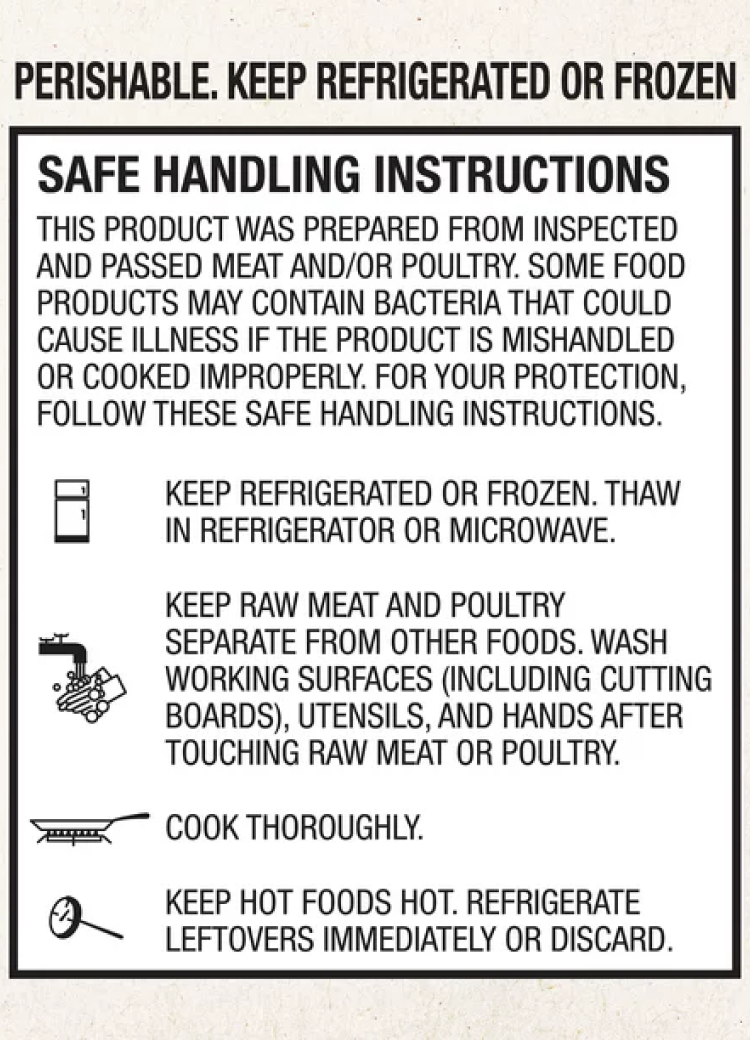 PERISHABLE. KEEP REFRIGERATED OR FROZEN
SAFE HANDLING INSTRUCTIONS
THIS PRODUCT WAS PREPARED FROM INSPECTED
AND PASSED MEAT AND/OR POULTRY. SOME FOOD
PRODUCTS MAY CONTAIN BACTERIA THAT COULD
CAUSE ILLNESS IF THE PRODUCT IS MISHANDLED
OR COOKED IMPROPERLY. FOR YOUR PROTECTION,
FOLLOW THESE SAFE HANDLING INSTRUCTIONS.
KEEP REFRIGERATED OR FROZEN. THAW
IN REFRIGERATOR OR MICROWAVE.
KEEP RAW MEAT AND POULTRY
SEPARATE FROM OTHER FOODS. WASH
WORKING SURFACES (INCLUDING CUTTING
BOARDS), UTENSILS, AND HANDS AFTER
TOUCHING RAW MEAT OR POULTRY.
COOK THOROUGHLY.
KEEP HOT FOODS HOT. REFRIGERATE
LEFTOVERS IMMEDIATELY OR DISCARD.